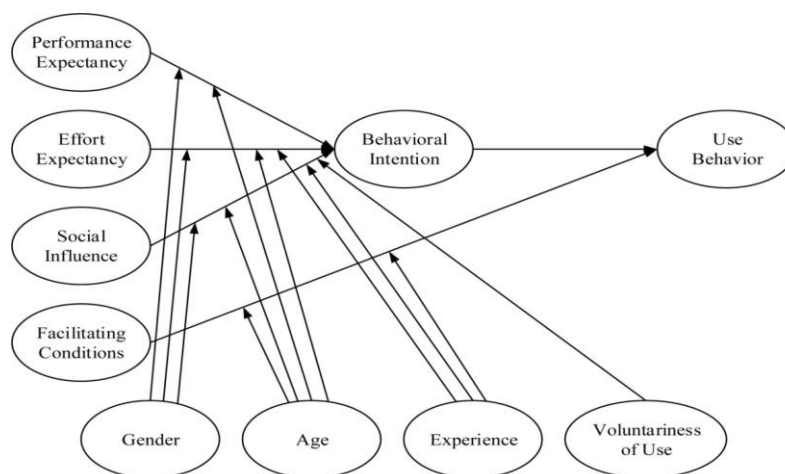 Performance
Expectancy
Effort
Expectancy
Behavioral
Intention
Use
Behavior
Social
Influence
Facilitating
Conditions
Gender
Age
Experience
Voluntariness
of Use